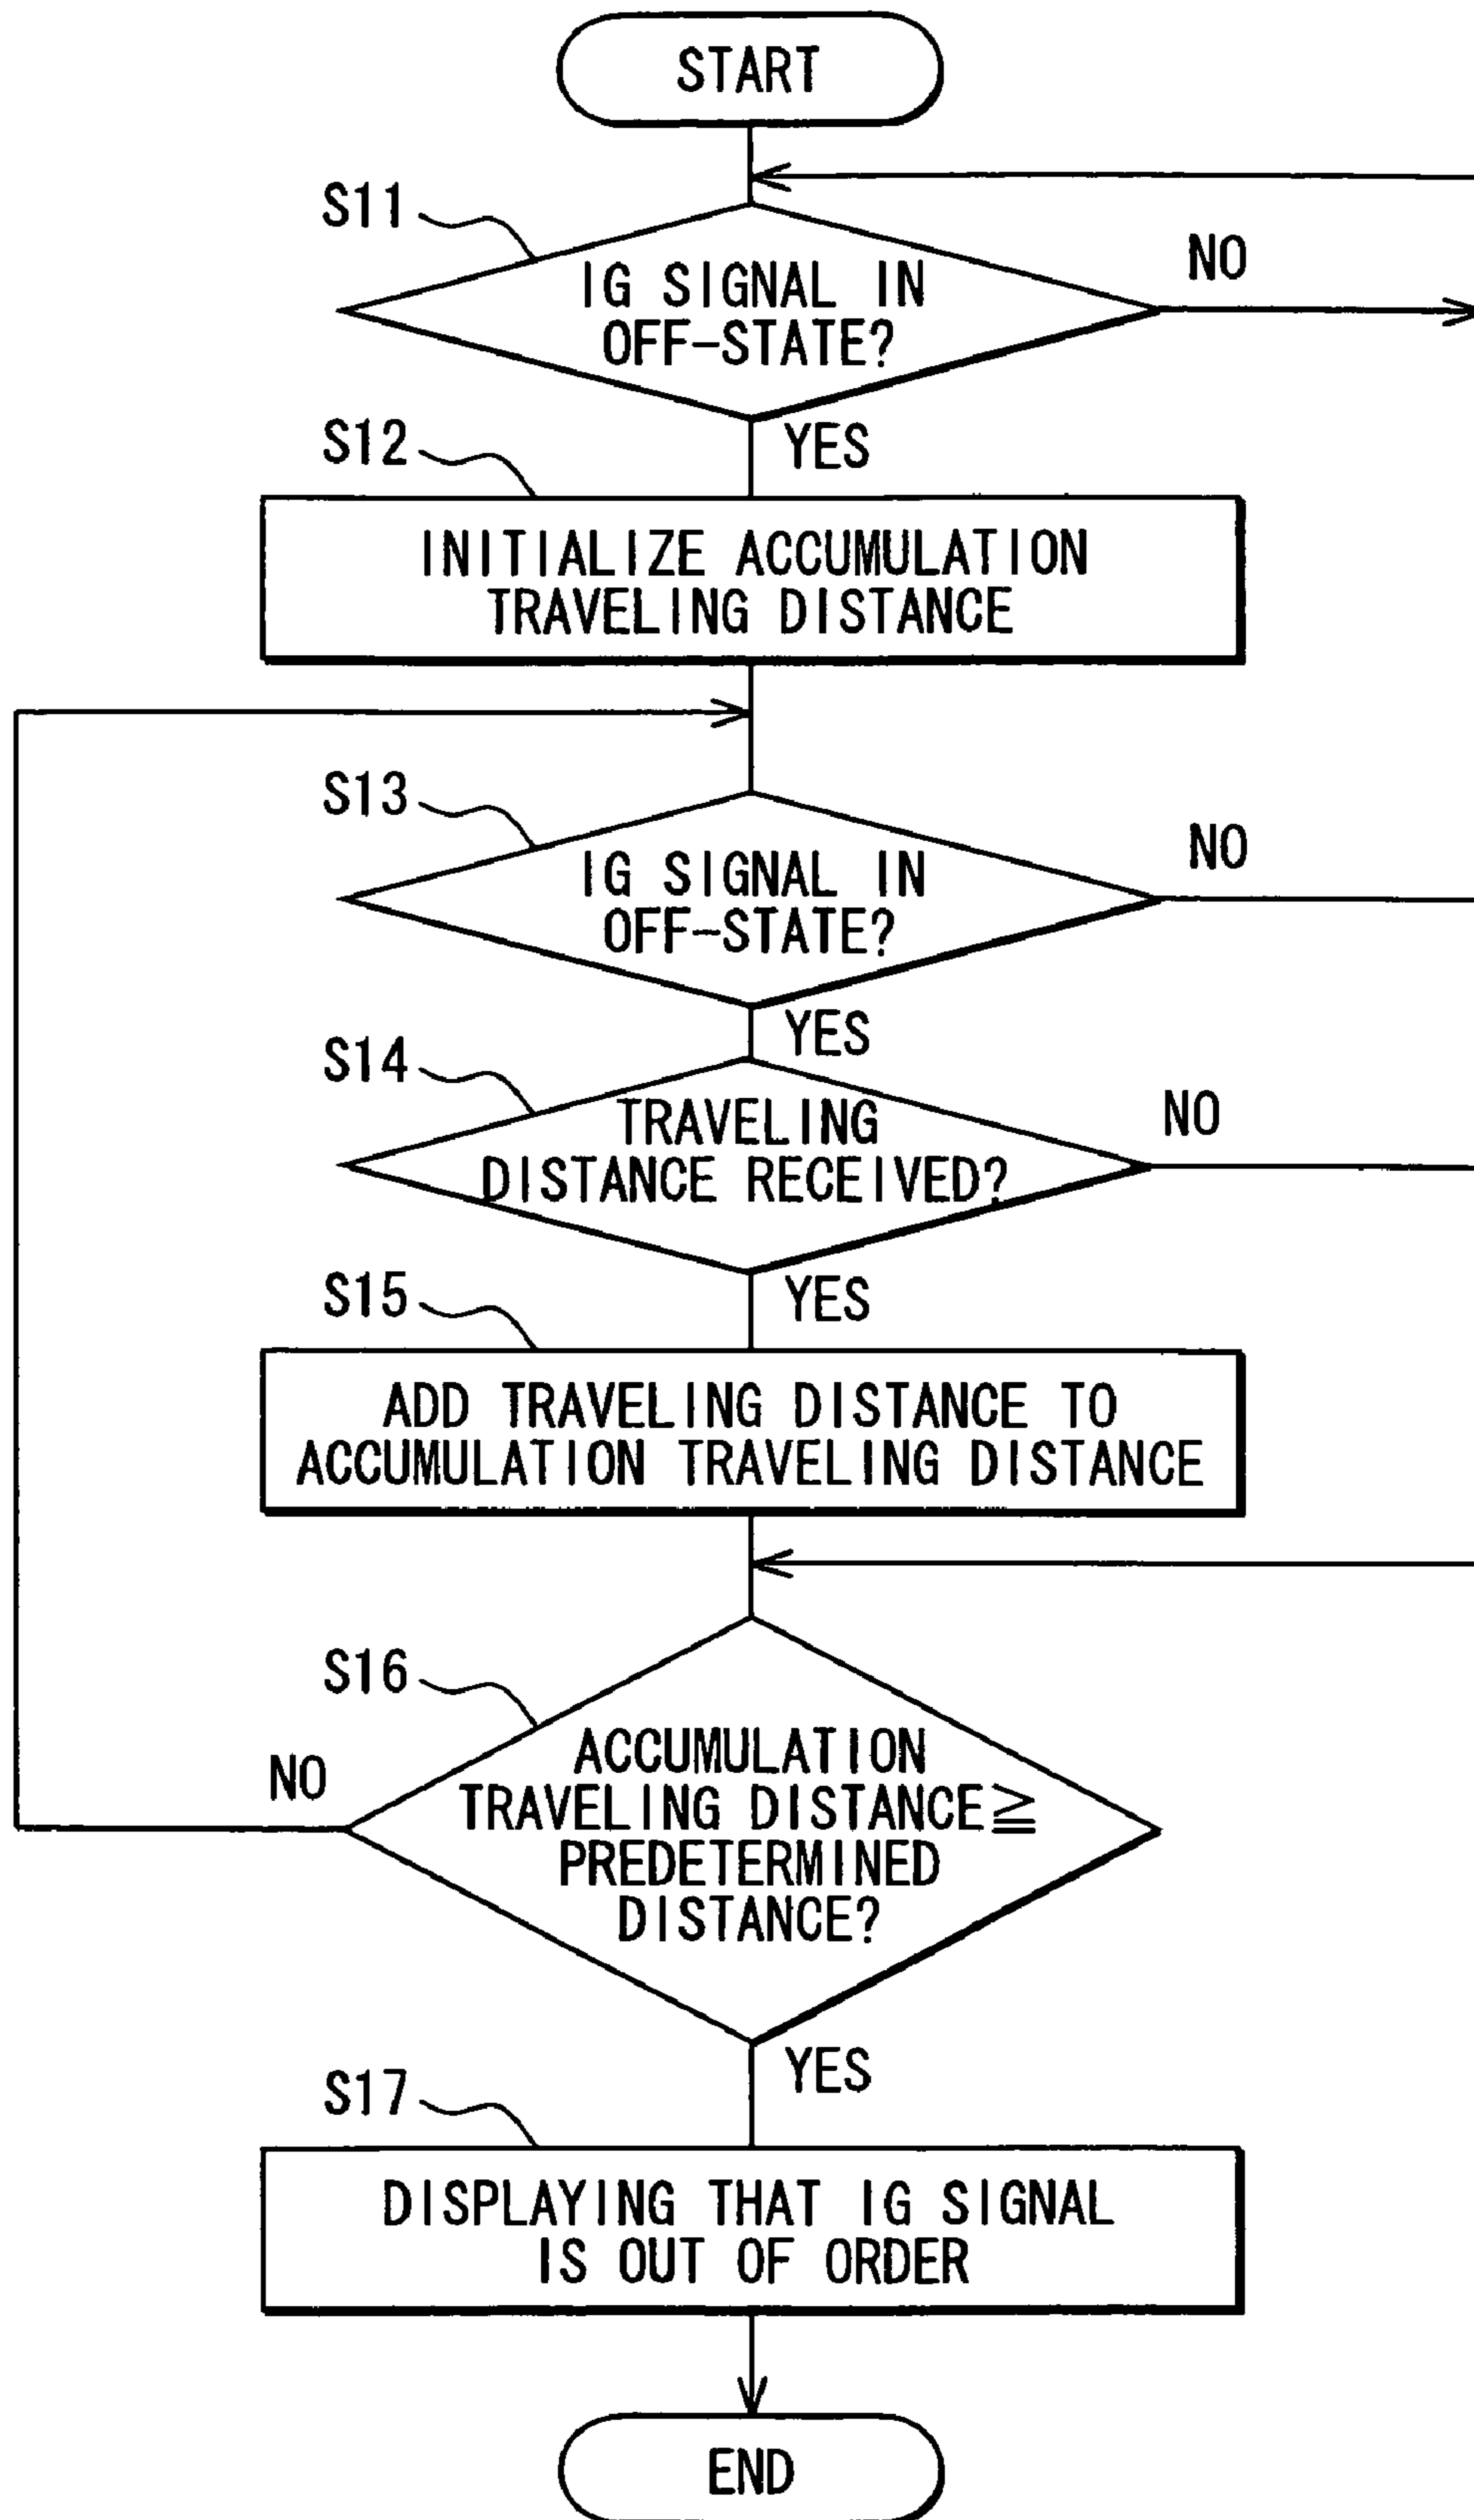 START
S11
NO
IG SIGNAL IN
OFF-STATE?
YES
S12
INITIALIZE ACCUMULATION
TRAVELING DISTANCE
S13
NO
IG SIGNAL IN
OFF-STATE?
YES
S14
NO
TRAVELING
DISTANCE RECEIVED?
YES
S15
ADD TRAVELING DISTANCE TO
ACCUMULATION TRAVELING DISTANCE
S16
NO
ACCUMULATION
TRAVELING DISTANCE≧
PREDETERMINED
DISTANCE?
YES
S17
DISPLAYING THAT IG SIGNAL
IS OUT OF ORDER
END